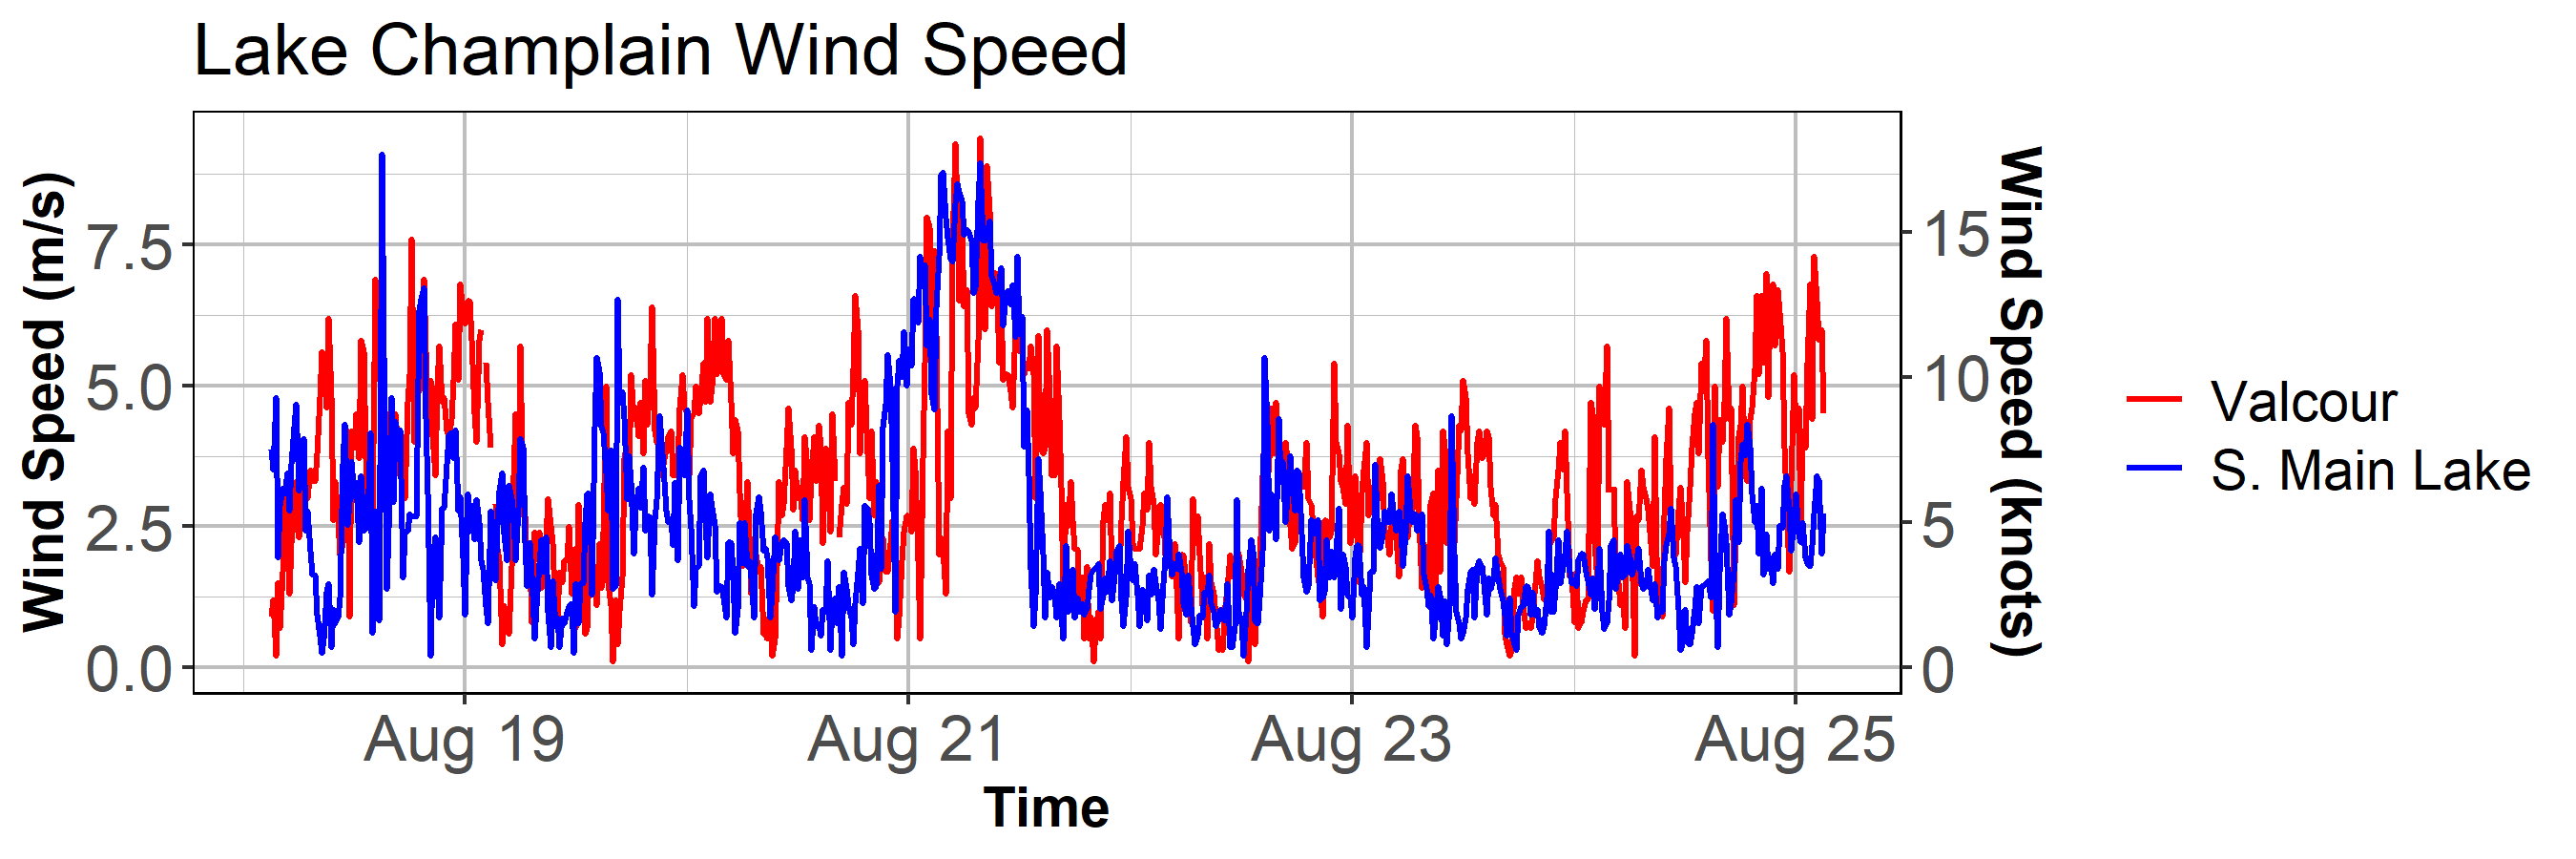 Lake Champlain Wind Speed
Wind Speed (m/s)
7.5
5.0
2.5
0.0
15
10
5
0
Wind Speed (knots)
Aug 19
Aug 21
Aug 23
Aug 25
Time
Valcour
S. Main Lake